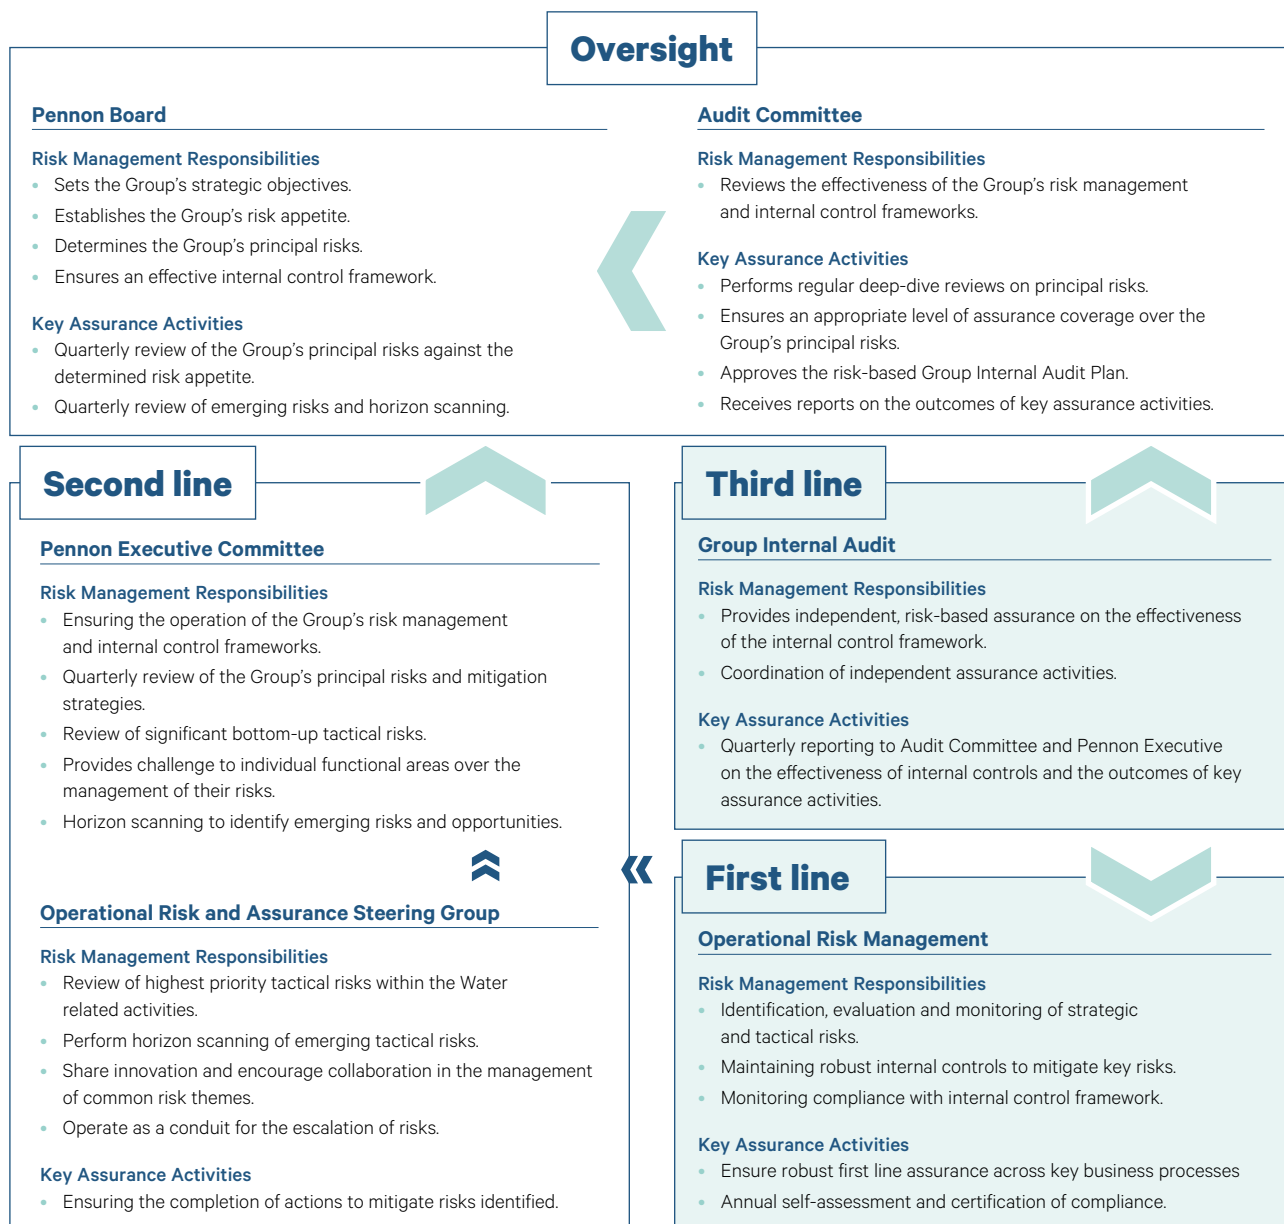 Oversight
Pennon Board
Risk Management Responsibilities
• Sets the Group's strategic objectives.
• Establishes the Group's risk appetite.
• Determines the Group's principal risks.
• Ensures an effective internal control framework.
Key Assurance Activities
• Quarterly review of the Group's principal risks against the
determined risk appetite.
• Quarterly review of emerging risks and horizon scanning.
Audit Committee
Risk Management Responsibilities
• Reviews the effectiveness of the Group's risk management
and internal control frameworks.
Key Assurance Activities
• Performs regular deep-dive reviews on principal risks.
• Ensures an appropriate level of assurance coverage over the
Group's principal risks.
• Approves the risk-based Group Internal Audit Plan.
• Receives reports on the outcomes of key assurance activities.
Second line
Pennon Executive Committee
Risk Management Responsibilities
• Ensuring the operation of the Group's risk management
and internal control frameworks.
• Quarterly review of the Group's principal risks and mitigation
strategies.
• Review of significant bottom-up tactical risks.
• Provides challenge to individual functional areas over the
management of their risks.
• Horizon scanning to identify emerging risks and opportunities.
Operational Risk and Assurance Steering Group
Risk Management Responsibilities
• Review of highest priority tactical risks within the Water
related activities.
• Perform horizon scanning of emerging tactical risks.
• Share innovation and encourage collaboration in the management
of common risk themes.
• Operate as a conduit for the escalation of risks.
Key Assurance Activities
• Ensuring the completion of actions to mitigate risks identified.
Third line
Group Internal Audit
Risk Management Responsibilities
• Provides independent, risk-based assurance on the effectiveness
of the internal control framework.
• Coordination of independent assurance activities.
Key Assurance Activities
• Quarterly reporting to Audit Committee and Pennon Executive
on the effectiveness of internal controls and the outcomes of key
assurance activities.
First line
Operational Risk Management
Risk Management Responsibilities
• Identification, evaluation and monitoring of strategic
and tactical risks.
• Maintaining robust internal controls to mitigate key risks.
• Monitoring compliance with internal control framework.
Key Assurance Activities
• Ensure robust first line assurance across key business processes
• Annual self-assessment and certification of compliance.